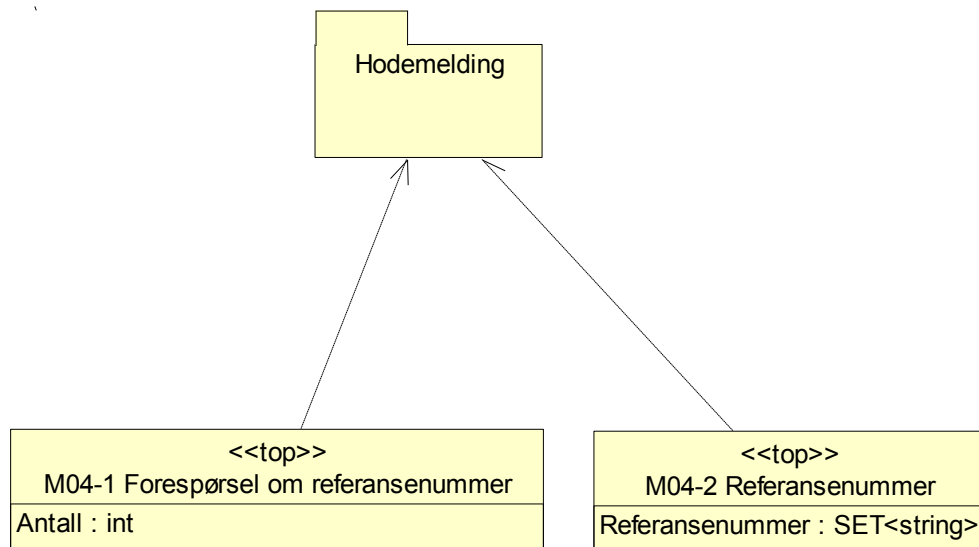 Hodemelding
<<top>>
M04-1 Forespørsel om referansenummer
Antall : int
<<top>>
M04-2 Referansenummer
Referansenummer : SET<string>